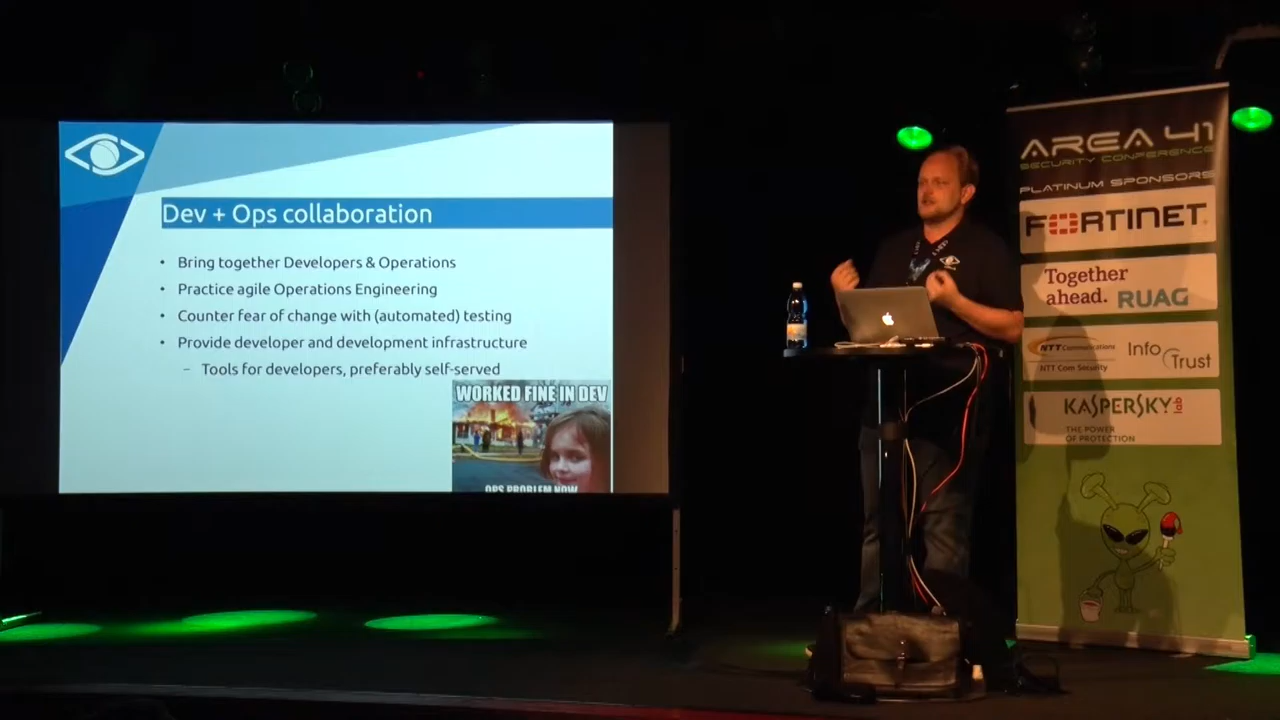 Dev + Ops collaboration
• Bring together Developers & Operations
• Practice agile Operations Engineering
• Counter fear of change with (automated) testing
• Provide developer and development infrastructure
– Tools for developers, preferably self-served
WORKED FINE IN DEV
OPS PROBLEM NOW
AREA 41
SECURITY CONFERENCE
PLATINUM SPONSORS
FORTINET
Together
ahead. RUAG
NTT Communications
NTT Com Security
Info
Trust
KASPERSKY lab
THE POWER
OF PROTECTION